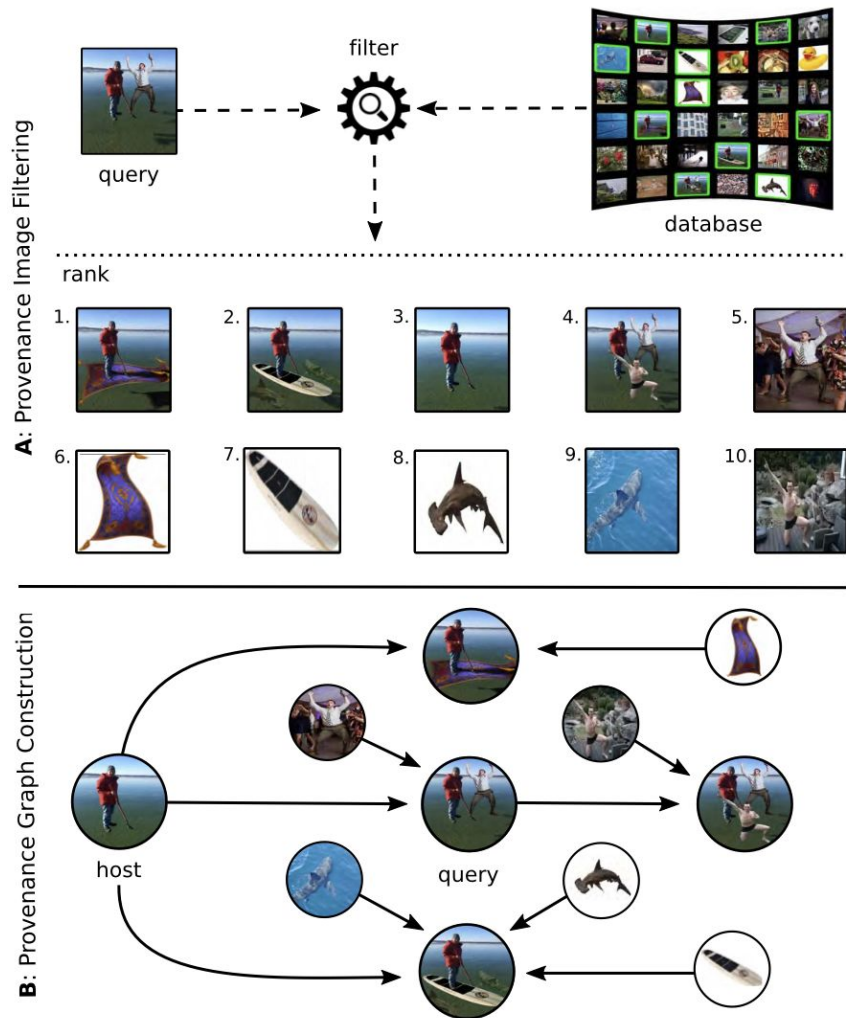 A: Provenance Image Filtering
filter
query
database
rank
1.
2.
3.
4.
5.
6.
7.
8.
9.
10.
B: Provenance Graph Construction
host
query